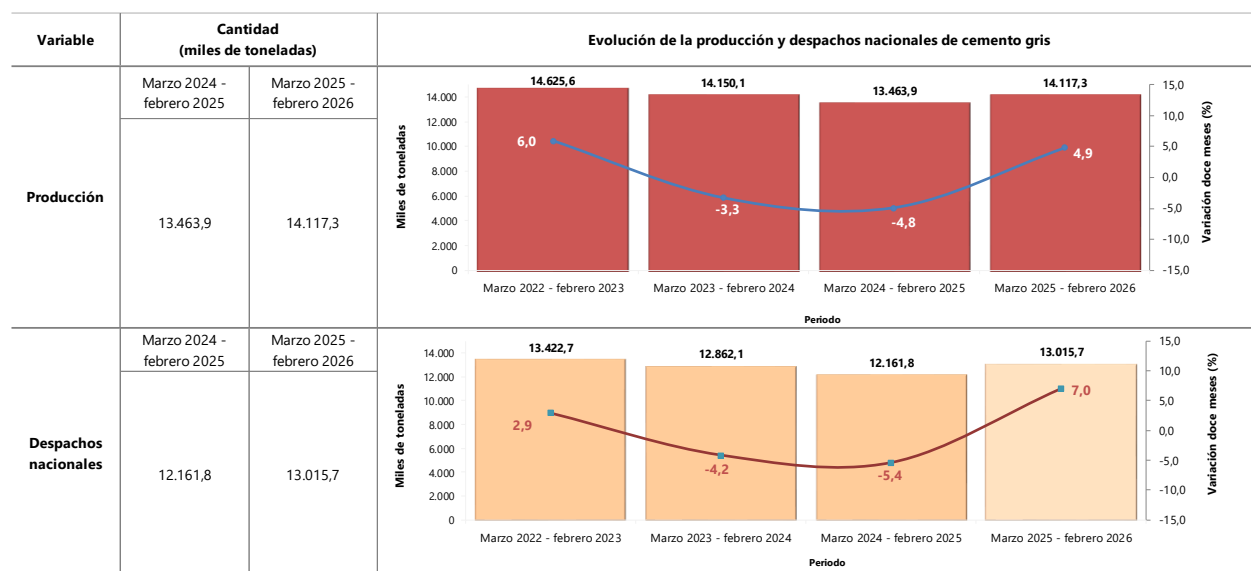 Variable
Cantidad
(miles de toneladas)
Evolución de la producción y despachos nacionales de cemento gris
Producción
Marzo 2024 -
febrero 2025
Marzo 2025 -
febrero 2026
13.463,9
14.117,3
Miles de toneladas
14.000
12.000
10.000
8.000
6.000
4.000
2.000
0
14.625,6
14.150,1
13.463,9
14.117,3
6,0
-3,3
-4,8
4,9
15,0
10,0
5,0
0,0
-5,0
-10,0
-15,0
Variación doce meses (%)
Marzo 2022 - febrero 2023
Marzo 2023 - febrero 2024
Marzo 2024 - febrero 2025
Marzo 2025 - febrero 2026
Periodo
Despachos
nacionales
Marzo 2024 -
febrero 2025
Marzo 2025 -
febrero 2026
12.161,8
13.015,7
Miles de toneladas
14.000
12.000
10.000
8.000
6.000
4.000
2.000
0
13.422,7
12.862,1
12.161,8
13.015,7
2,9
-4,2
-5,4
7,0
15,0
10,0
5,0
0,0
-5,0
-10,0
-15,0
Variación doce meses (%)
Marzo 2022 - febrero 2023
Marzo 2023 - febrero 2024
Marzo 2024 - febrero 2025
Marzo 2025 - febrero 2026
Periodo